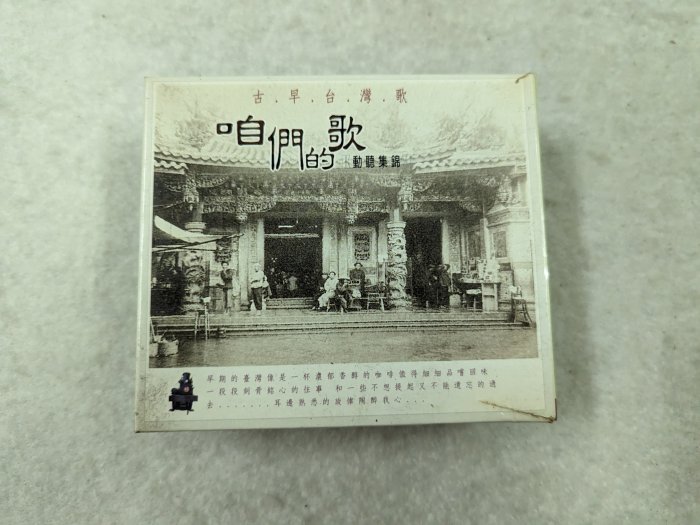 古．早．台．灣．歌
咱們的歌
動聽集錦
早期的臺灣像是一杯濃郁香醇的咖啡值得細細品嚐回味．
一段段刻骨銘心的往事 和一些不想提起又不能遺忘的過
去........耳邊熟悉的旋律陶醉我心...